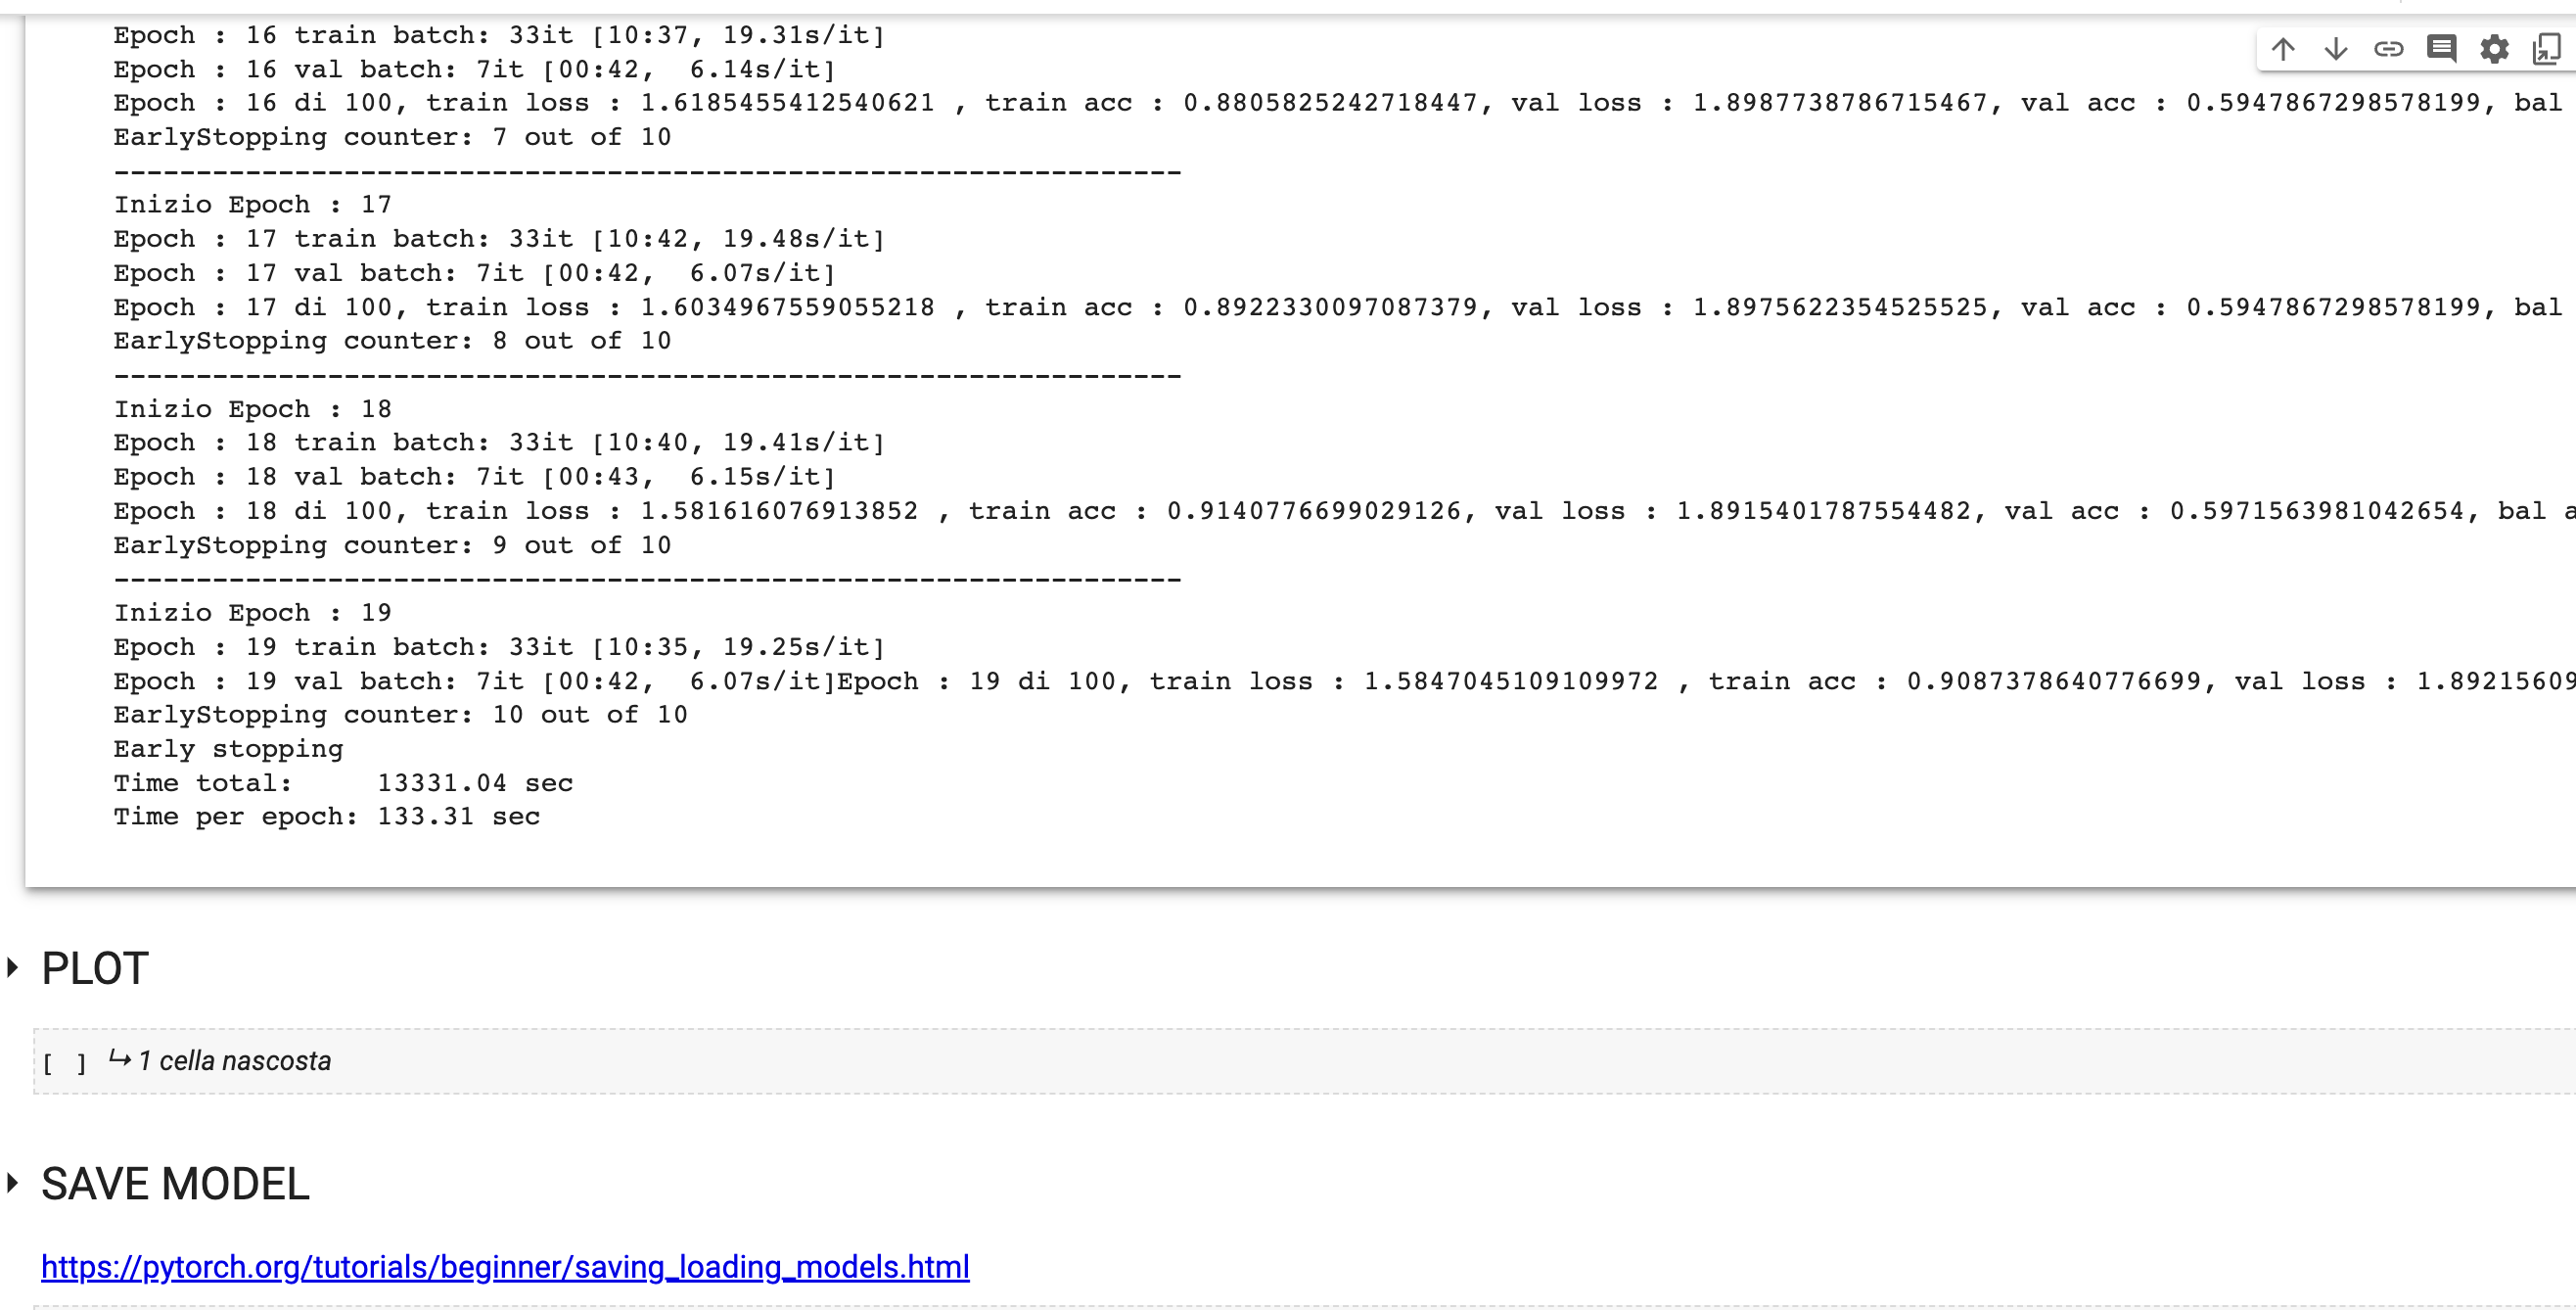 Epoch : 16 train batch: 33it [10:37, 19.31s/it]
Epoch : 16 val batch: 7it [00:42,  6.14s/it]
Epoch : 16 di 100, train loss : 1.6185455412540621 , train acc : 0.8805825242718447, val loss : 1.8987738786715467, val acc : 0.5947867298578199, bal
EarlyStopping counter: 7 out of 10
-----------------------------------------------------------------
Inizio Epoch : 17
Epoch : 17 train batch: 33it [10:42, 19.48s/it]
Epoch : 17 val batch: 7it [00:42,  6.07s/it]
Epoch : 17 di 100, train loss : 1.6034967559055218 , train acc : 0.8922330097087379, val loss : 1.8975622354525525, val acc : 0.5947867298578199, bal
EarlyStopping counter: 8 out of 10
-----------------------------------------------------------------
Inizio Epoch : 18
Epoch : 18 train batch: 33it [10:40, 19.41s/it]
Epoch : 18 val batch: 7it [00:43,  6.15s/it]
Epoch : 18 di 100, train loss : 1.581616076913852 , train acc : 0.9140776699029126, val loss : 1.8915401787554482, val acc : 0.5971563981042654, bal a
EarlyStopping counter: 9 out of 10
-----------------------------------------------------------------
Inizio Epoch : 19
Epoch : 19 train batch: 33it [10:35, 19.25s/it]
Epoch : 19 val batch: 7it [00:42,  6.07s/it]Epoch : 19 di 100, train loss : 1.5847045109109972 , train acc : 0.9087378640776699, val loss : 1.89215609
EarlyStopping counter: 10 out of 10
Early stopping
Time total:     13331.04 sec
Time per epoch: 133.31 sec
PLOT
[ ] ↳ 1 cella nascosta
SAVE MODEL
https://pytorch.org/tutorials/beginner/saving_loading_models.html